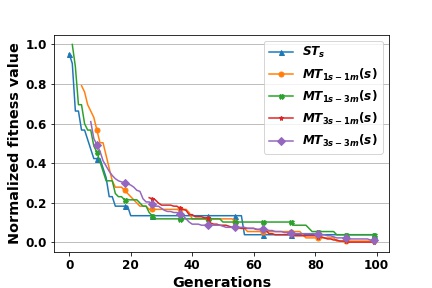 Normalized fitness value
1.0
0.8
0.6
0.4
0.2
0.0
0
20
40
60
80
100
Generations
STₛ
MT₁ₛ₋₁ₘ(s)
MT₁ₛ₋₃ₘ(s)
MT₃ₛ₋₁ₘ(s)
MT₃ₛ₋₃ₘ(s)